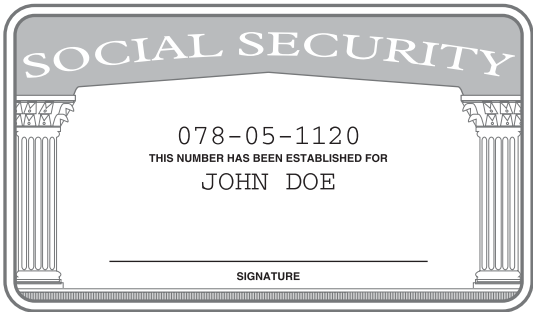 SOCIAL SECURITY
078-05-1120
THIS NUMBER HAS BEEN ESTABLISHED FOR
JOHN DOE
SIGNATURE